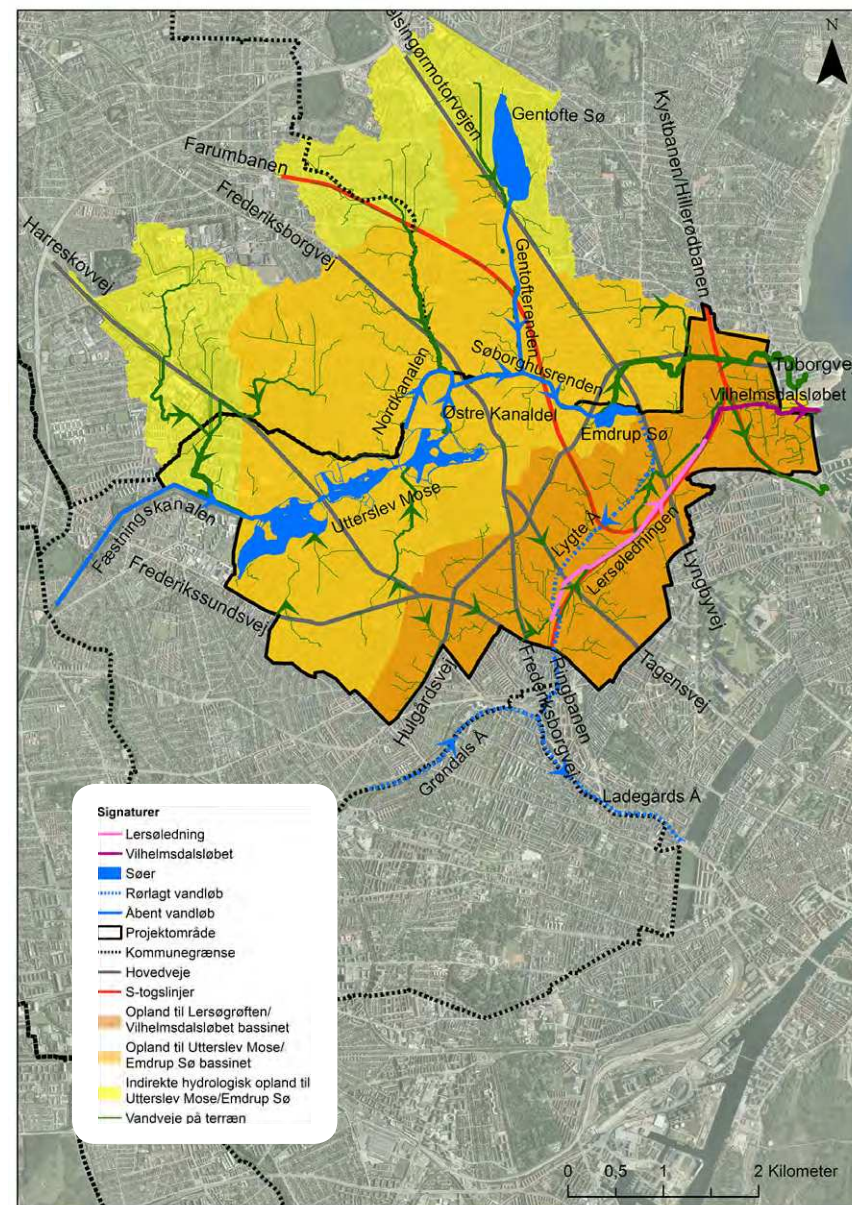 N
elsingørmotorvejen
Gentofte Sø
Kystbanen/Hillerødbanen
Farumbanen
Frederiksborgvej
Harreskovvej
Gentofterenden
Søborghusrenden
Nordkanalen
Tuborgve
Vilhelmsdalsløbet
Østre Kanaldel
Emdrup Sø
Utterslev Mose
Fæstningskanalen
Lygte Å
Lersøledningen
Lyngbyvej
Frederikssundsvej
Hulgårdsvej
Frederiksborgvej
Ringbanen
Tagensvej
Grøndals Å
Ladegårds Å
Signaturer
Lersøledning
Vilhelmsdalsløbet
Søer
Rørlagt vandløb
Åbent vandløb
Projektområde
Kommunegrænse
Hovedveje
S-togslinjer
Opland til Lersøgrøften/
Vilhelmsdalsløbet bassinet
Opland til Utterslev Mose/
Emdrup Sø bassinet
Indirekte hydrologisk opland til
Utterslev Mose/Emdrup Sø
Vandveje på terræn
0 0,5 1 2 Kilometer